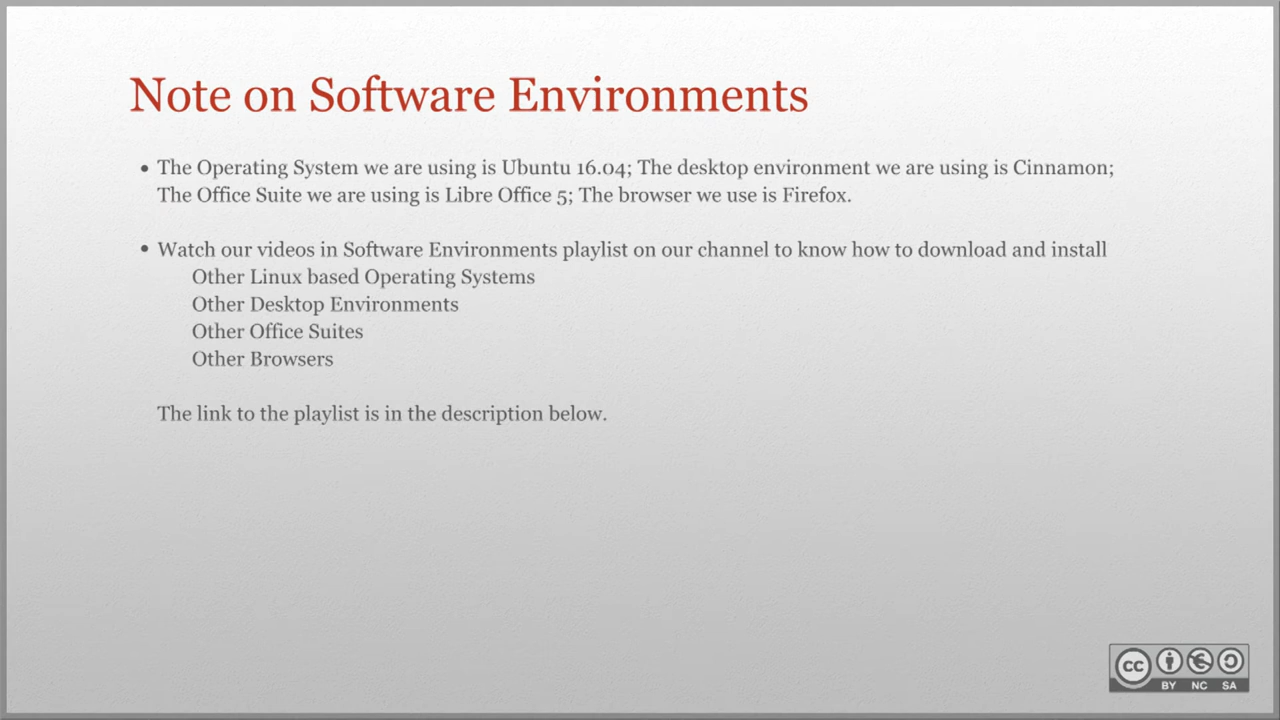 Note on Software Environments
• The Operating System we are using is Ubuntu 16.04; The desktop environment we are using is Cinnamon;
The Office Suite we are using is Libre Office 5; The browser we use is Firefox.
• Watch our videos in Software Environments playlist on our channel to know how to download and install
Other Linux based Operating Systems
Other Desktop Environments
Other Office Suites
Other Browsers
The link to the playlist is in the description below.
cc
BY NC SA